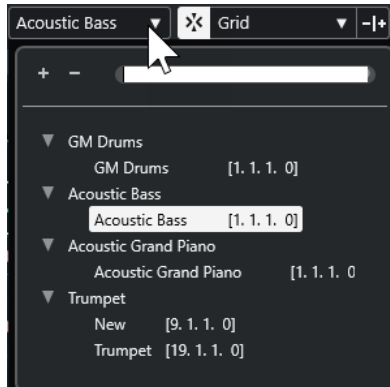 Acoustic Bass Grid
+ −
GM Drums
GM Drums [1. 1. 1. 0]
Acoustic Bass
Acoustic Bass [1. 1. 1. 0]
Acoustic Grand Piano
Acoustic Grand Piano [1. 1. 1. 0
Trumpet
New [9. 1. 1. 0]
Trumpet [19. 1. 1. 0]